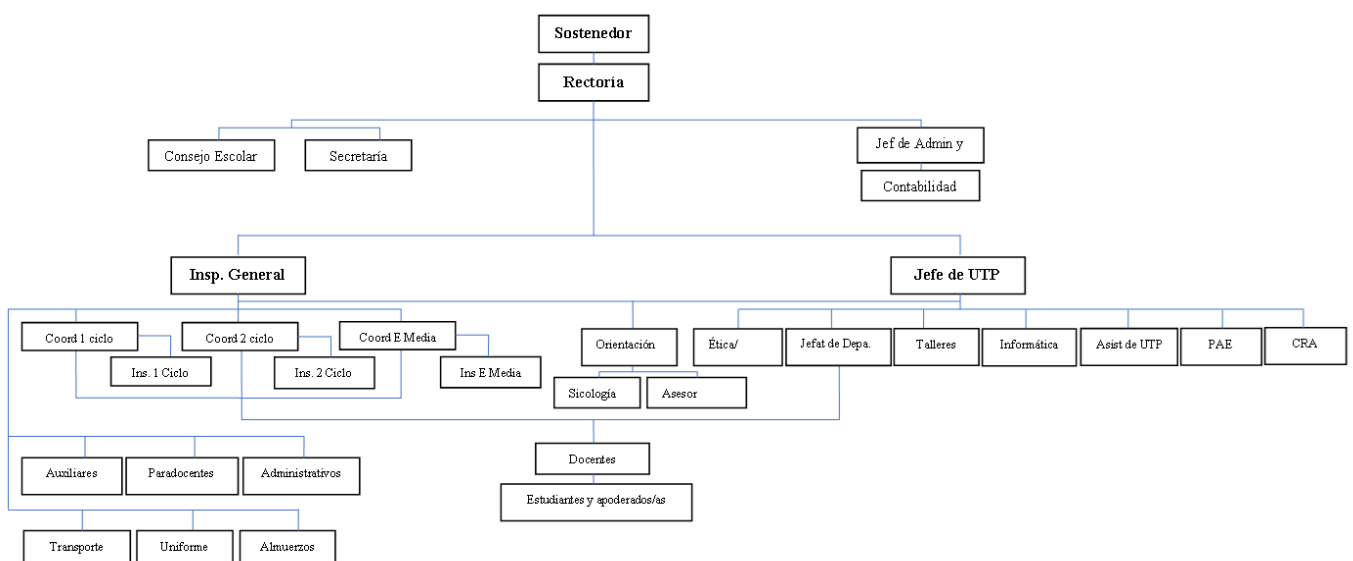 Sostenedor
Rectoría
Consejo Escolar
Secretaría
Jef de Admin y
Contabilidad
Insp. General
Jefe de UTP
Coord 1 ciclo
Coord 2 ciclo
Coord E Media
Orientación
Ética/
Jefat de Depa.
Talleres
Informática
Asist de UTP
PAE
CRA
Ins. 1 Ciclo
Ins. 2 Ciclo
Ins E Media
Sicología
Asesor
Docentes
Auxiliares
Paradocentes
Administrativos
Estudiantes y apoderados/as
Transporte
Uniforme
Almuerzos